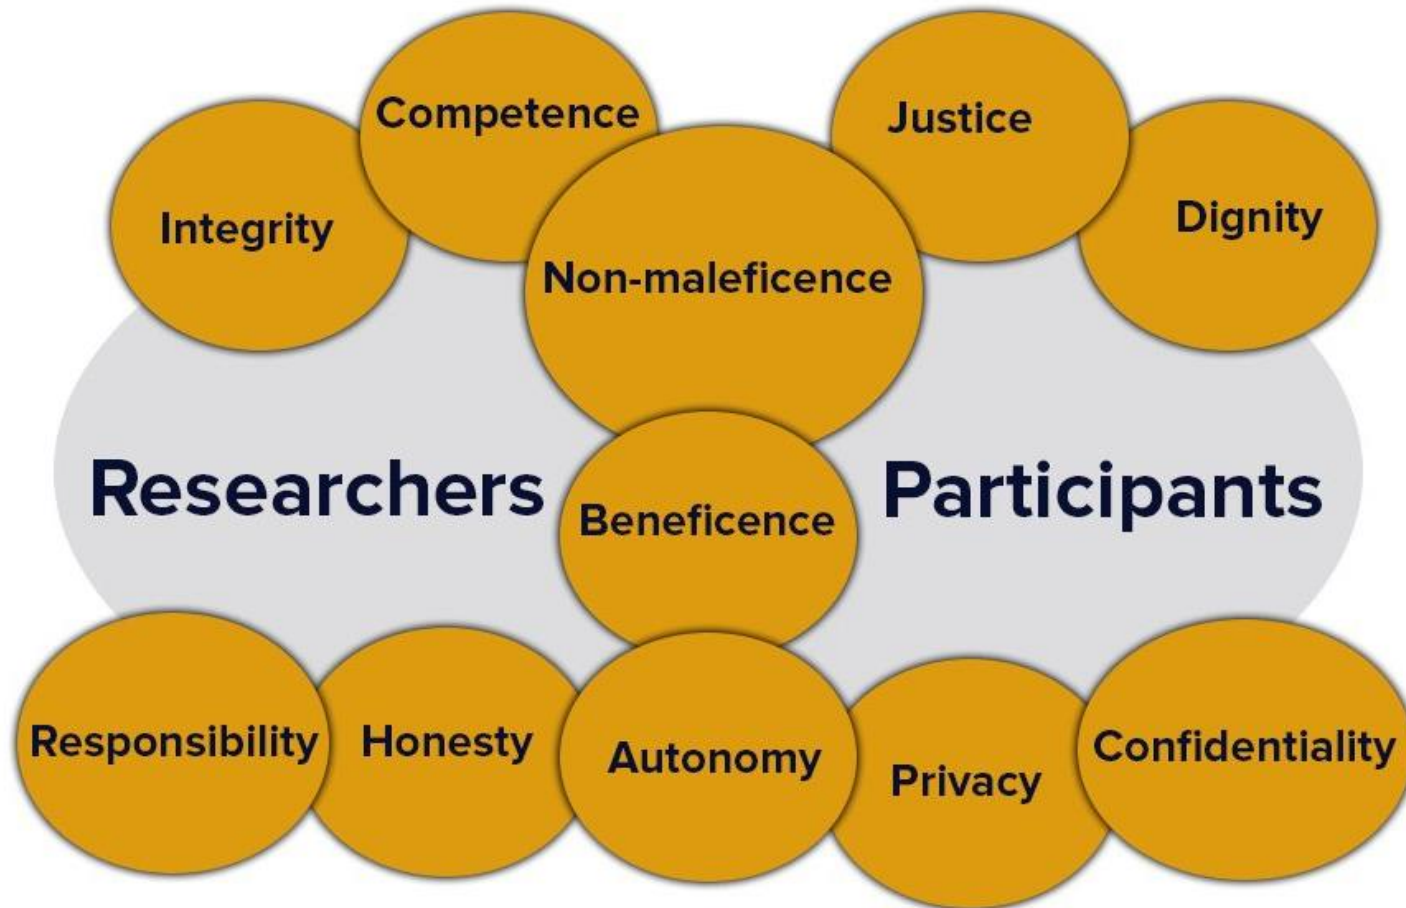 Competence
Justice
Integrity
Dignity
Non-maleficence
Researchers
Participants
Beneficence
Responsibility
Honesty
Autonomy
Privacy
Confidentiality